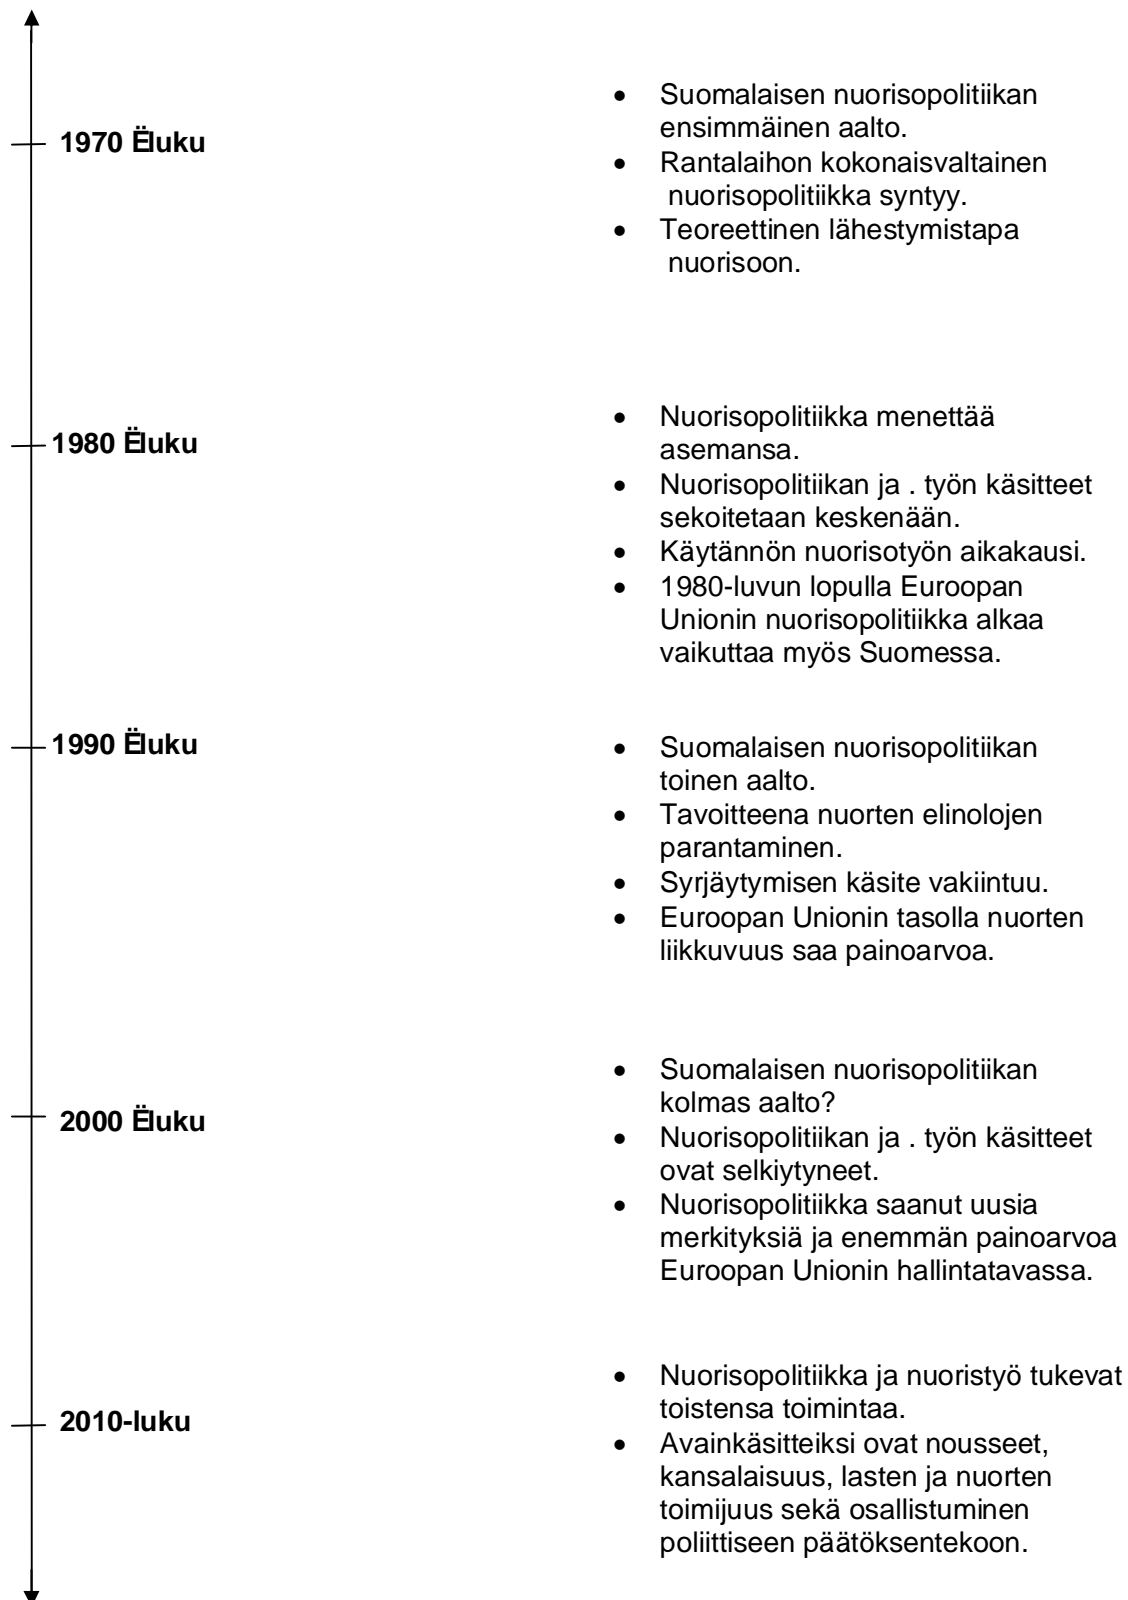 1970 Ëluku
• Suomalaisen nuorisopolitiikan
ensimmäinen aalto.
• Rantalaihon kokonaisvaltainen
nuorisopolitiikka syntyy.
• Teoreettinen lähestymistapa
nuorisoon.
1980 Ëluku
• Nuorisopolitiikka menettää
asemansa.
• Nuorisopolitiikan ja . työn käsitteet
sekoitetaan keskenään.
• Käytännön nuorisotyön aikakausi.
• 1980-luvun lopulla Euroopan
Unionin nuorisopolitiikka alkaa
vaikuttaa myös Suomessa.
1990 Ëluku
• Suomalaisen nuorisopolitiikan
toinen aalto.
• Tavoitteena nuorten elinolojen
parantaminen.
• Syrjäytymisen käsite vakiintuu.
• Euroopan Unionin tasolla nuorten
liikkuvuus saa painoarvoa.
2000 Ëluku
• Suomalaisen nuorisopolitiikan
kolmas aalto?
• Nuorisopolitiikan ja . työn käsitteet
ovat selkiytyneet.
• Nuorisopolitiikka saanut uusia
merkityksiä ja enemmän painoarvoa
Euroopan Unionin hallintatavassa.
2010-luku
• Nuorisopolitiikka ja nuoristyö tukevat
toistensa toimintaa.
• Avainkäsitteiksi ovat nousseet,
kansalaisuus, lasten ja nuorten
toimijuus sekä osallistuminen
poliittiseen päätöksentekoon.